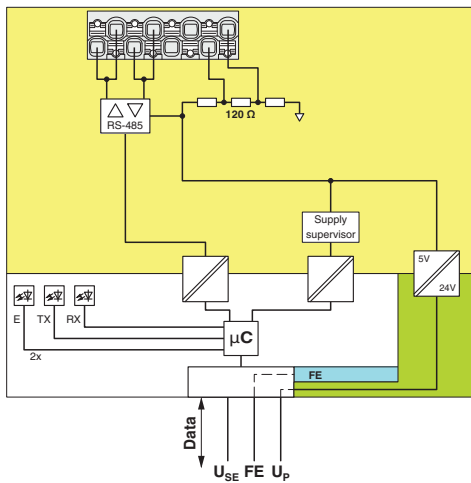 RS-485
120 Ω
Supply
supervisor
5V
24V
E
TX
RX
2x
µC
FE
Data
USE
FE
UP